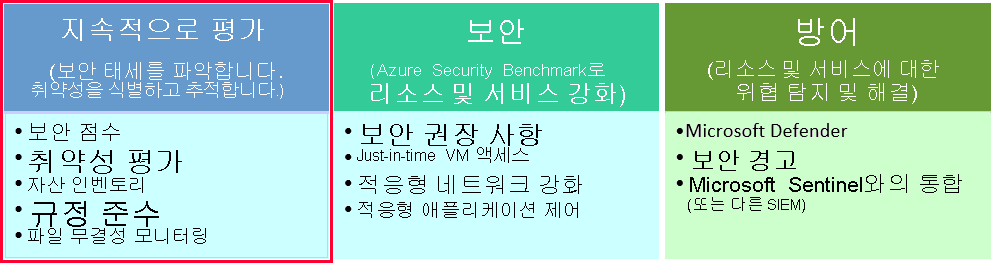 지속적으로 평가
(보안 태세를 파악합니다.
취약성을 식별하고 추적합니다.)
• 보안 점수
• 취약성 평가
• 자산 인벤토리
• 규정 준수
• 파일 무결성 모니터링
보안
(Azure Security Benchmark로
리소스 및 서비스 강화)
• 보안 권장 사항
• Just-in-time VM 액세스
• 적응형 네트워크 강화
• 적응형 애플리케이션 제어
방어
(리소스 및 서비스에 대한
위협 탐지 및 해결)
•Microsoft Defender
• 보안 경고
• Microsoft Sentinel와의 통합
(또는 다른 SIEM)